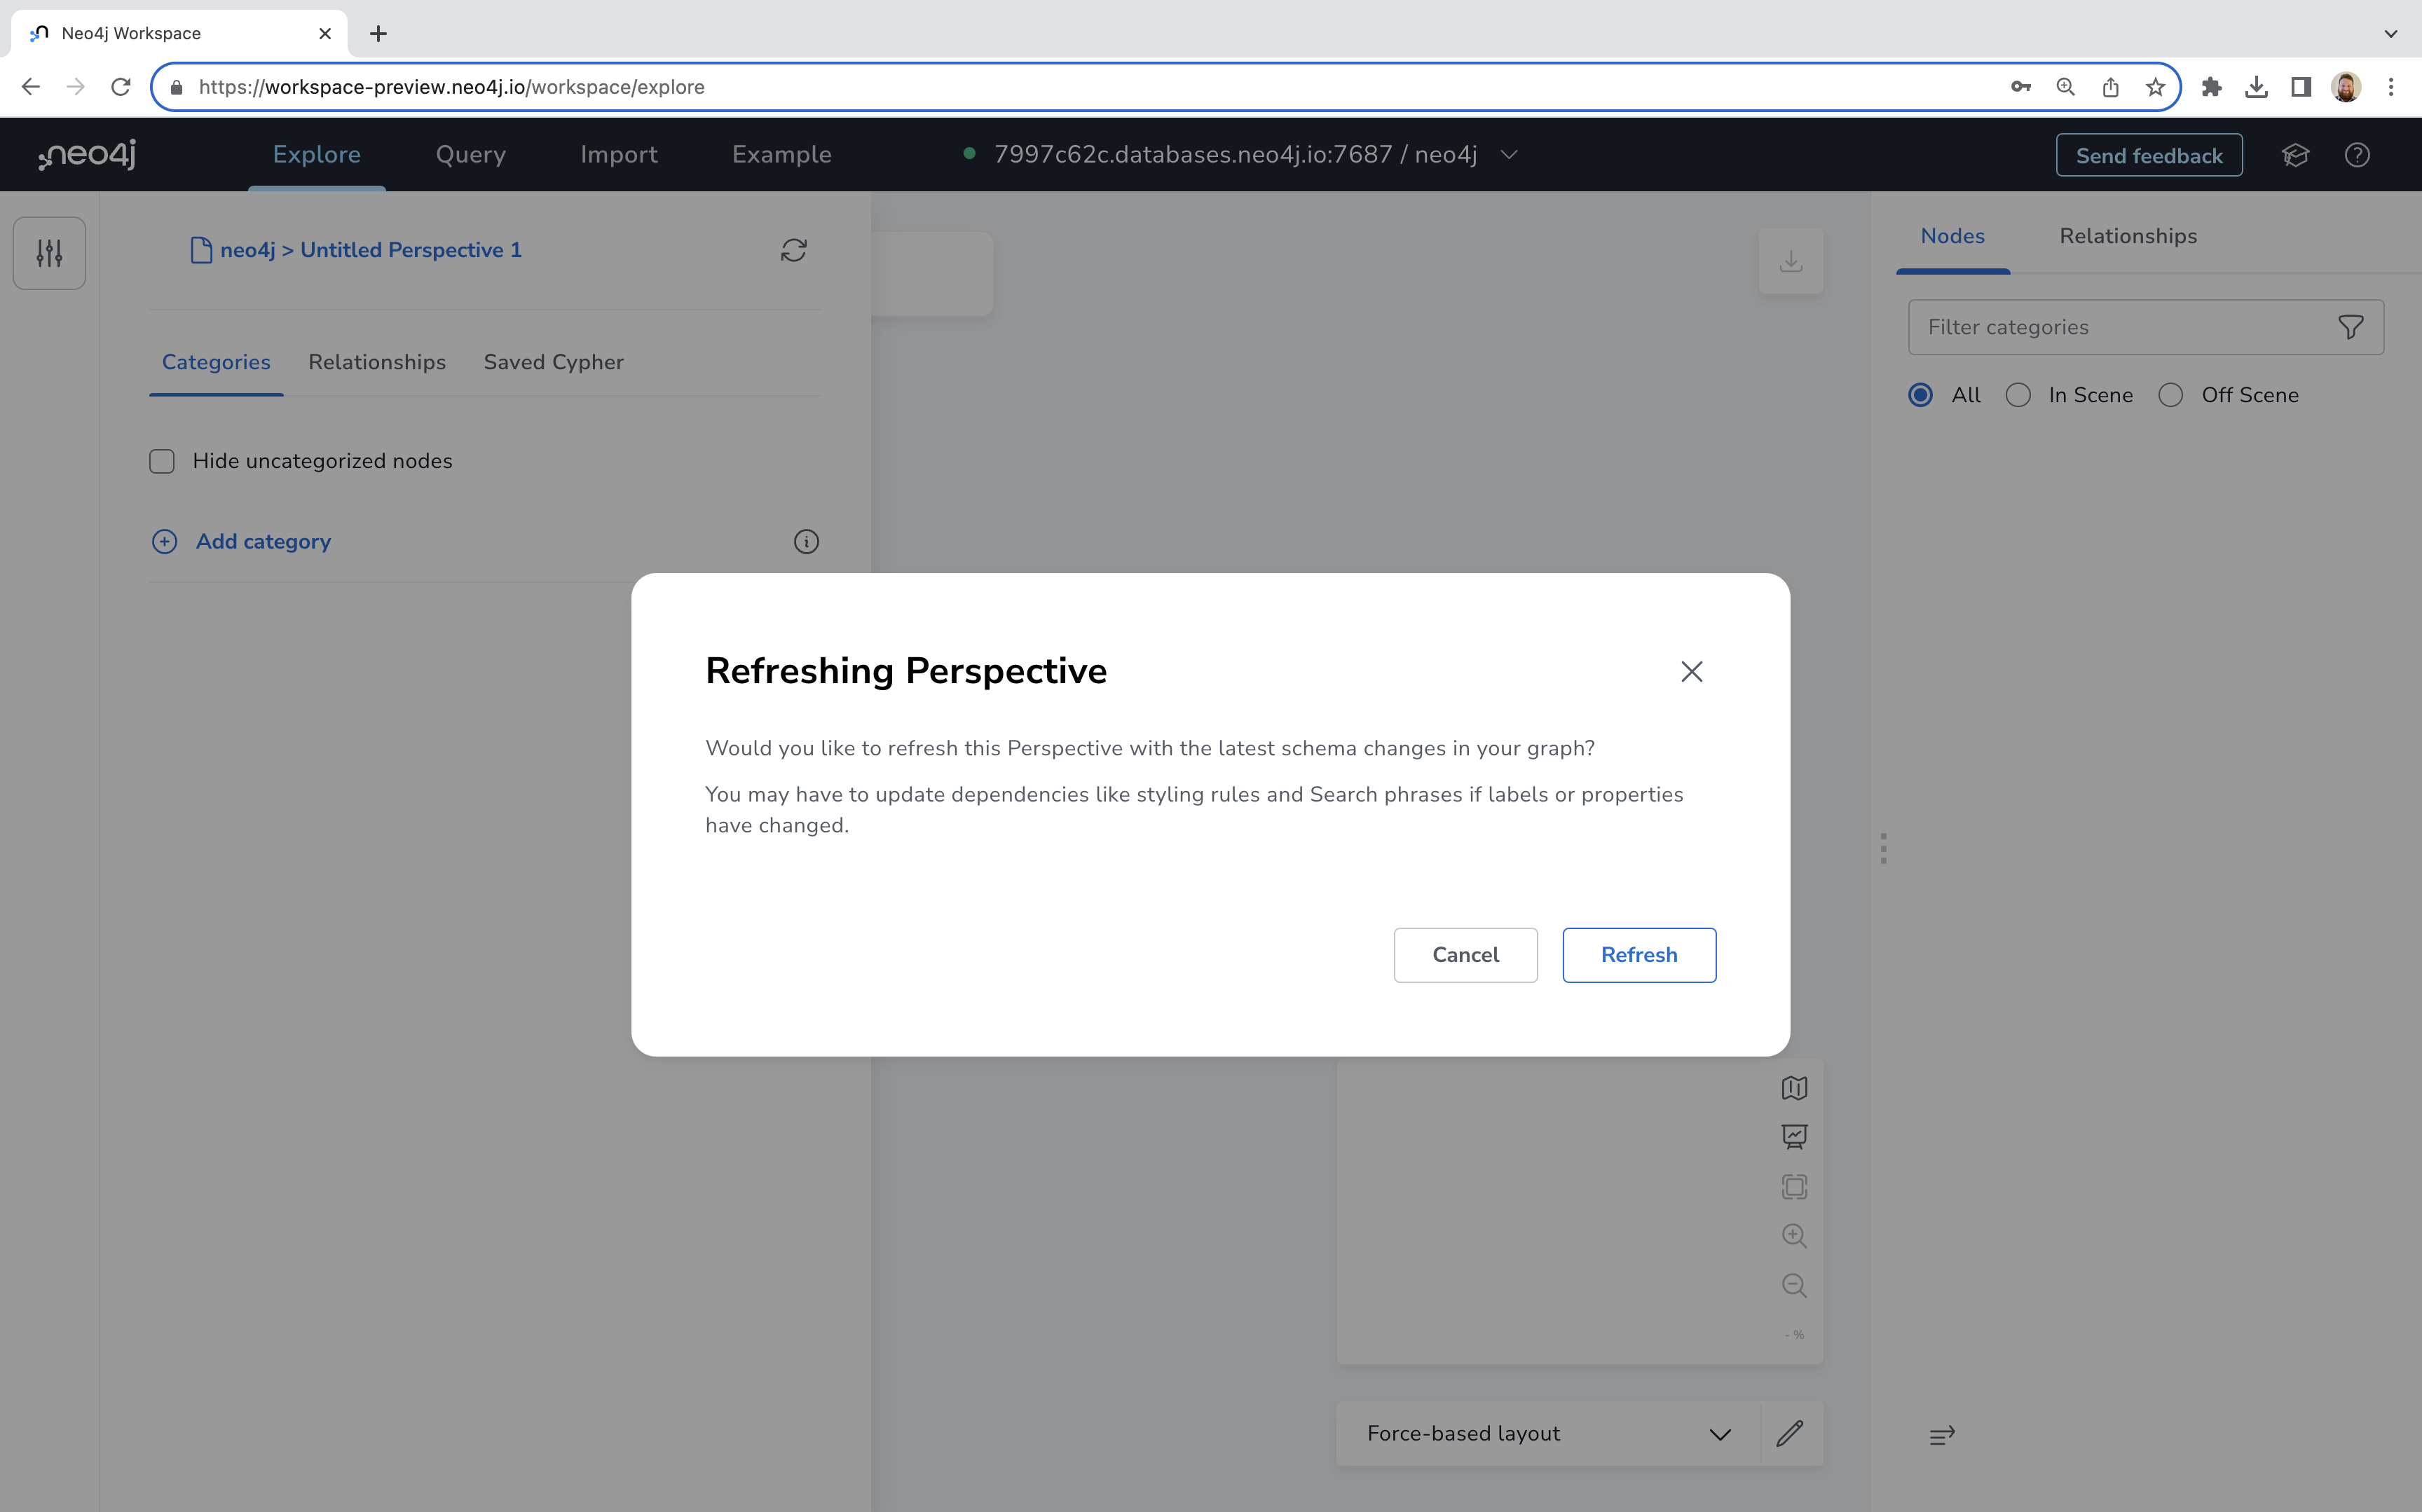 Neo4j Workspace
https://workspace-preview.neo4j.io/workspace/explore
neo4j
Explore
Query
Import
Example
7997c62c.databases.neo4j.io:7687 / neo4j
Send feedback
neo4j > Untitled Perspective 1
Categories
Relationships
Saved Cypher
Hide uncategorized nodes
Add category
Nodes
Relationships
Filter categories
All
In Scene
Off Scene
Refreshing Perspective
Would you like to refresh this Perspective with the latest schema changes in your graph?
You may have to update dependencies like styling rules and Search phrases if labels or properties
have changed.
Cancel
Refresh
- %
Force-based layout